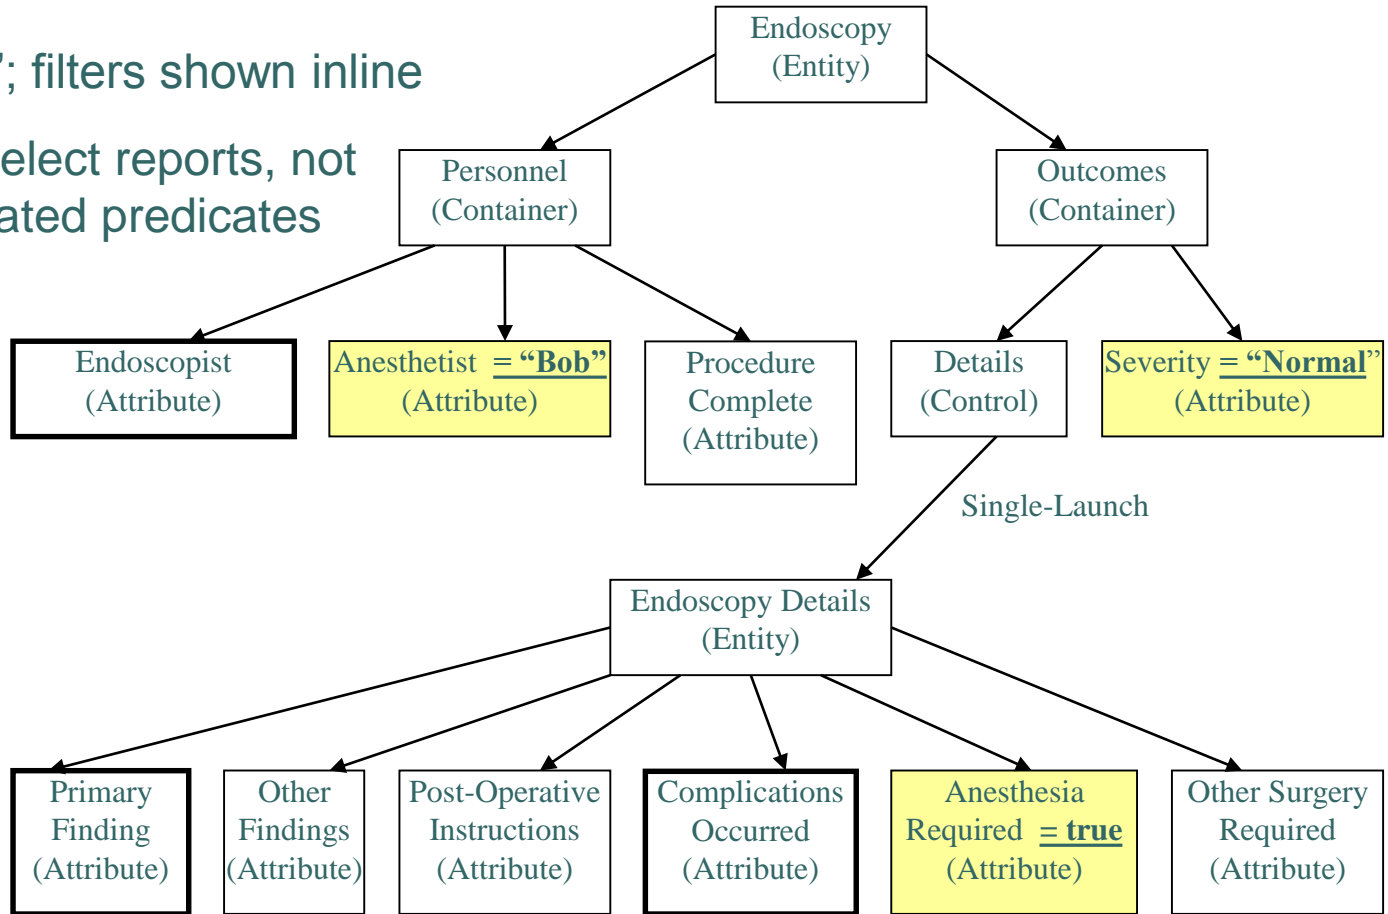 ”; filters shown inline
elect reports, not
ated predicates
Endoscopy
(Entity)
Personnel
(Container)
Outcomes
(Container)
Endoscopist
(Attribute)
Anesthetist = “Bob”
(Attribute)
Procedure
Complete
(Attribute)
Details
(Control)
Severity = “Normal”
(Attribute)
Single-Launch
Endoscopy Details
(Entity)
Primary
Finding
(Attribute)
Other
Findings
(Attribute)
Post-Operative
Instructions
(Attribute)
Complications
Occurred
(Attribute)
Anesthesia
Required = true
(Attribute)
Other Surgery
Required
(Attribute)